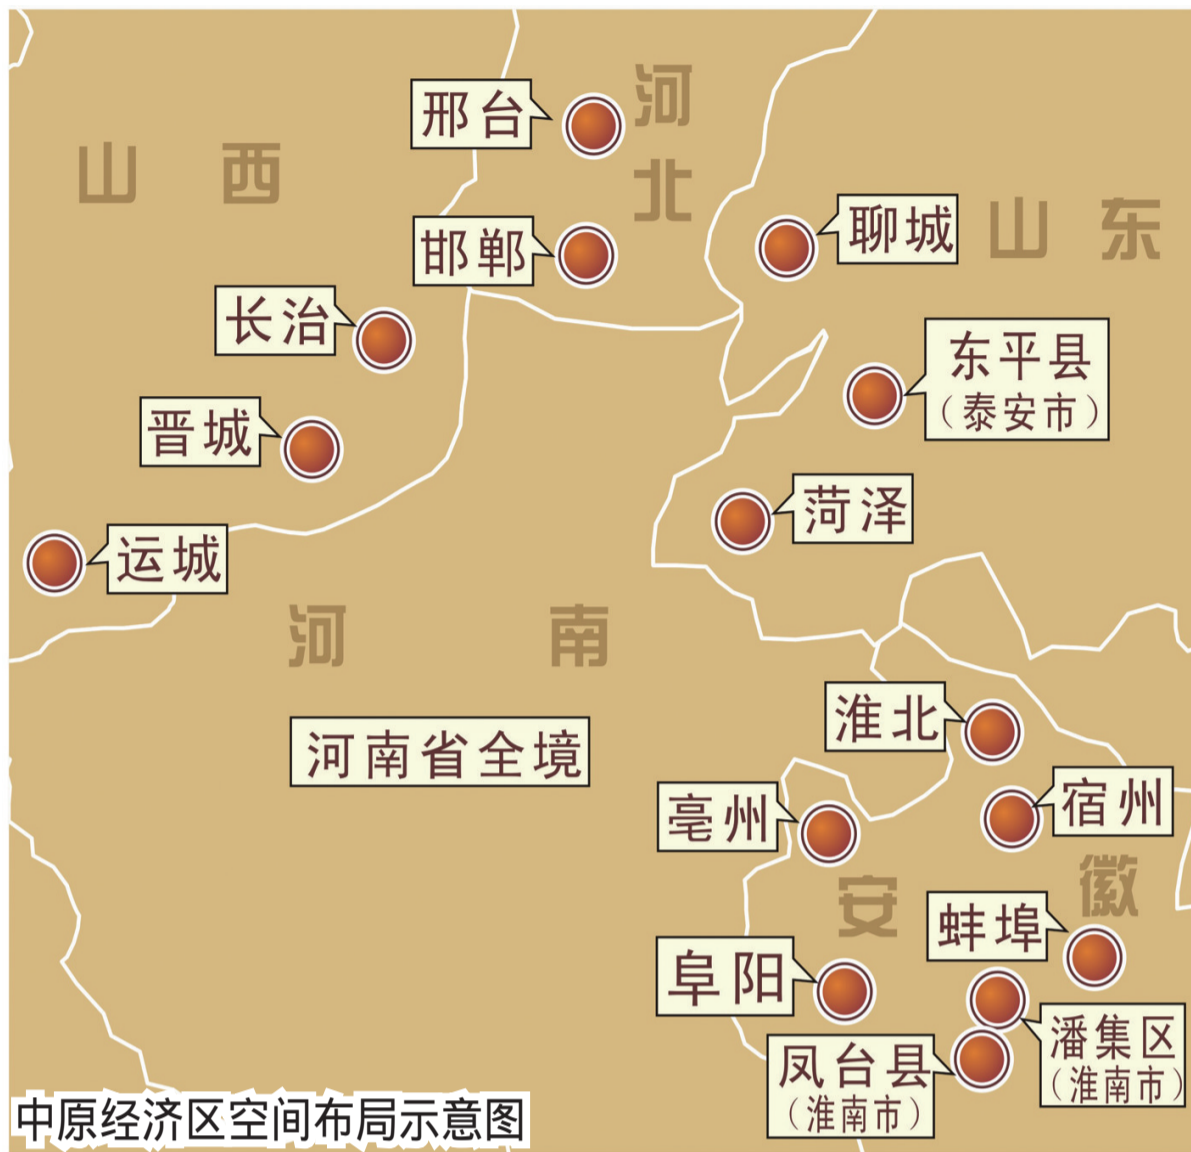 河北
邢台
山西
聊城
山东
邯郸
长治
东平县
（泰安市）
晋城
菏泽
运城
河南
淮北
河南省全境
宿州
亳州
安徽
蚌埠
阜阳
潘集区
（淮南市）
凤台县
（淮南市）
中原经济区空间布局示意图